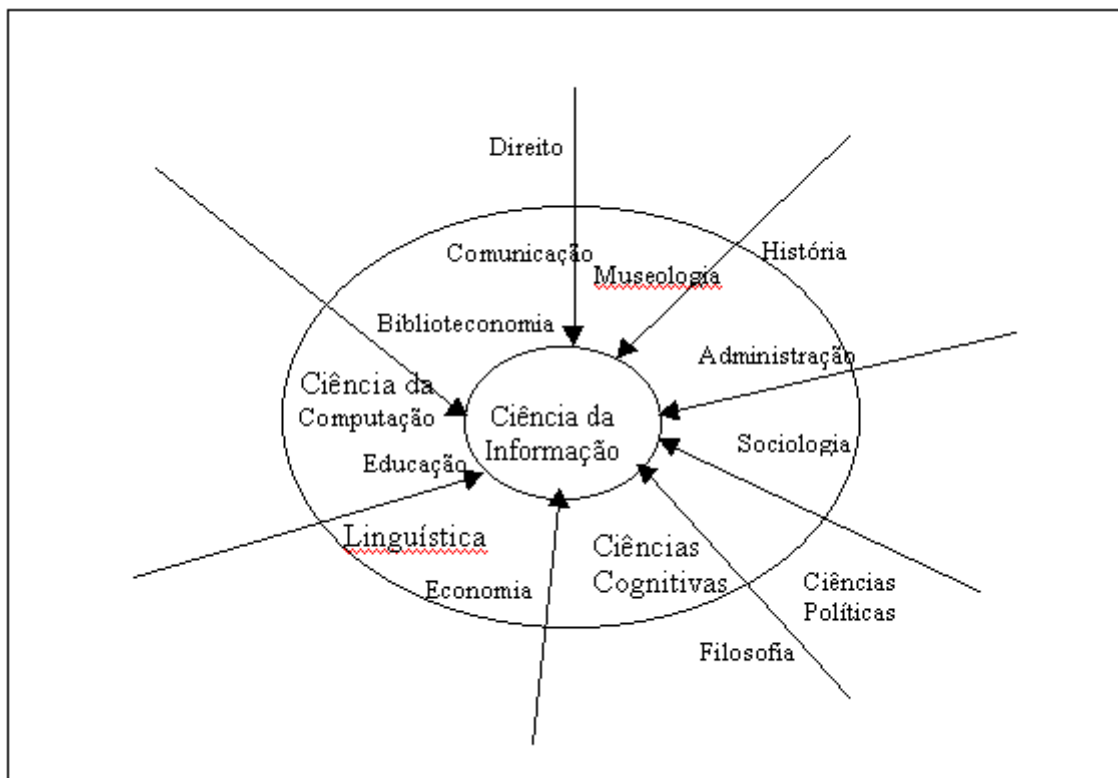 Direito
Comunicação
História
Museologia
Biblioteconomia
Administração
Ciência da
Computação
Ciência da
Informação
Sociologia
Educação
Linguística
Ciências
Cognitivas
Economia
Ciências
Políticas
Filosofia